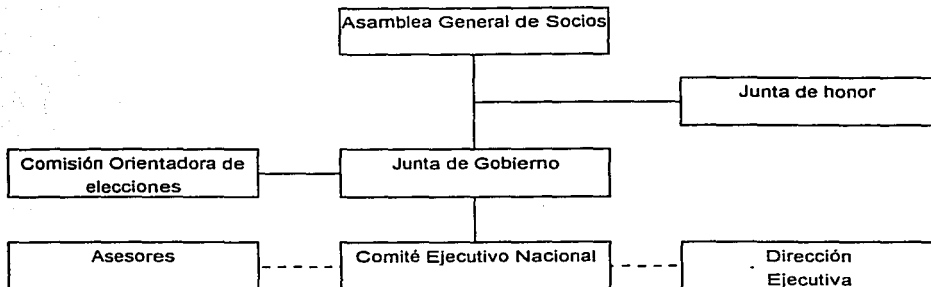 Asamblea General de Socios
Junta de honor
Comisión Orientadora de
elecciones
Junta de Gobierno
Asesores
Comité Ejecutivo Nacional
Dirección
Ejecutiva